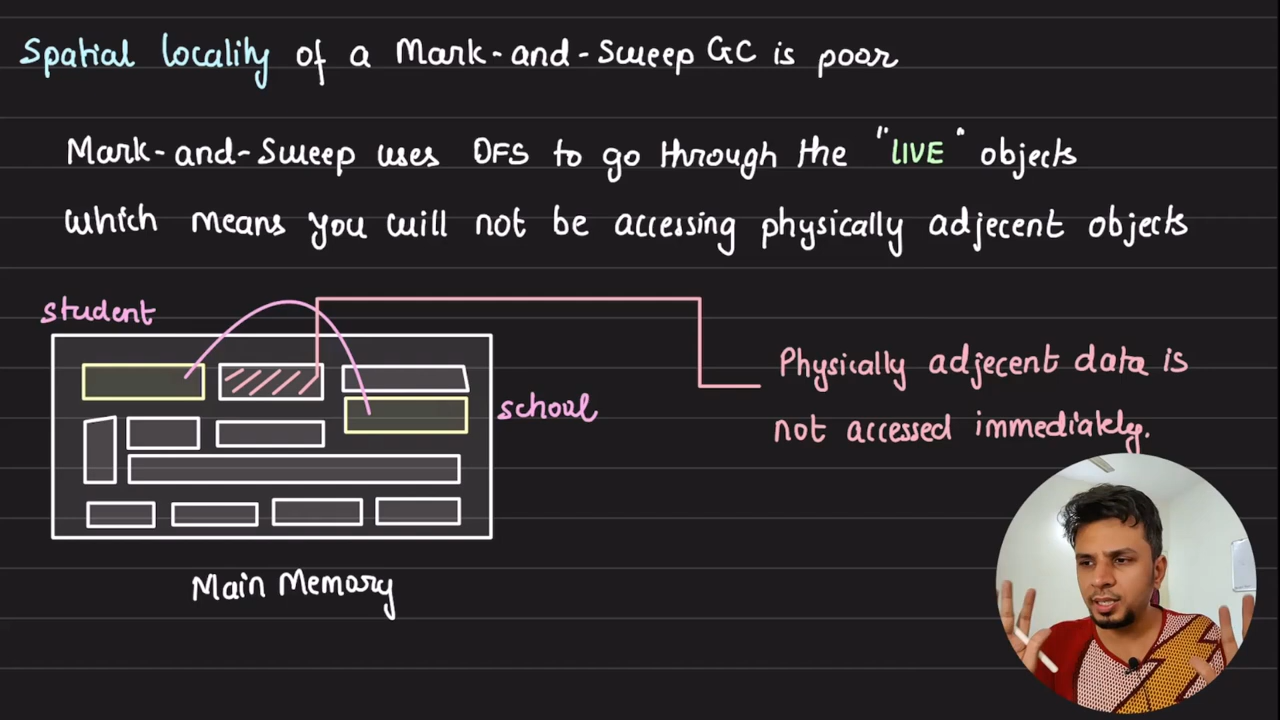 Spatial locality of a Mark-and-Sweep GC is poor
Mark-and-Sweep uses DFS to go through the "LIVE" objects
which means you will not be accessing physically adjecent objects
student
school
Physically adjecent data is
not accessed immediately.
Main Memory